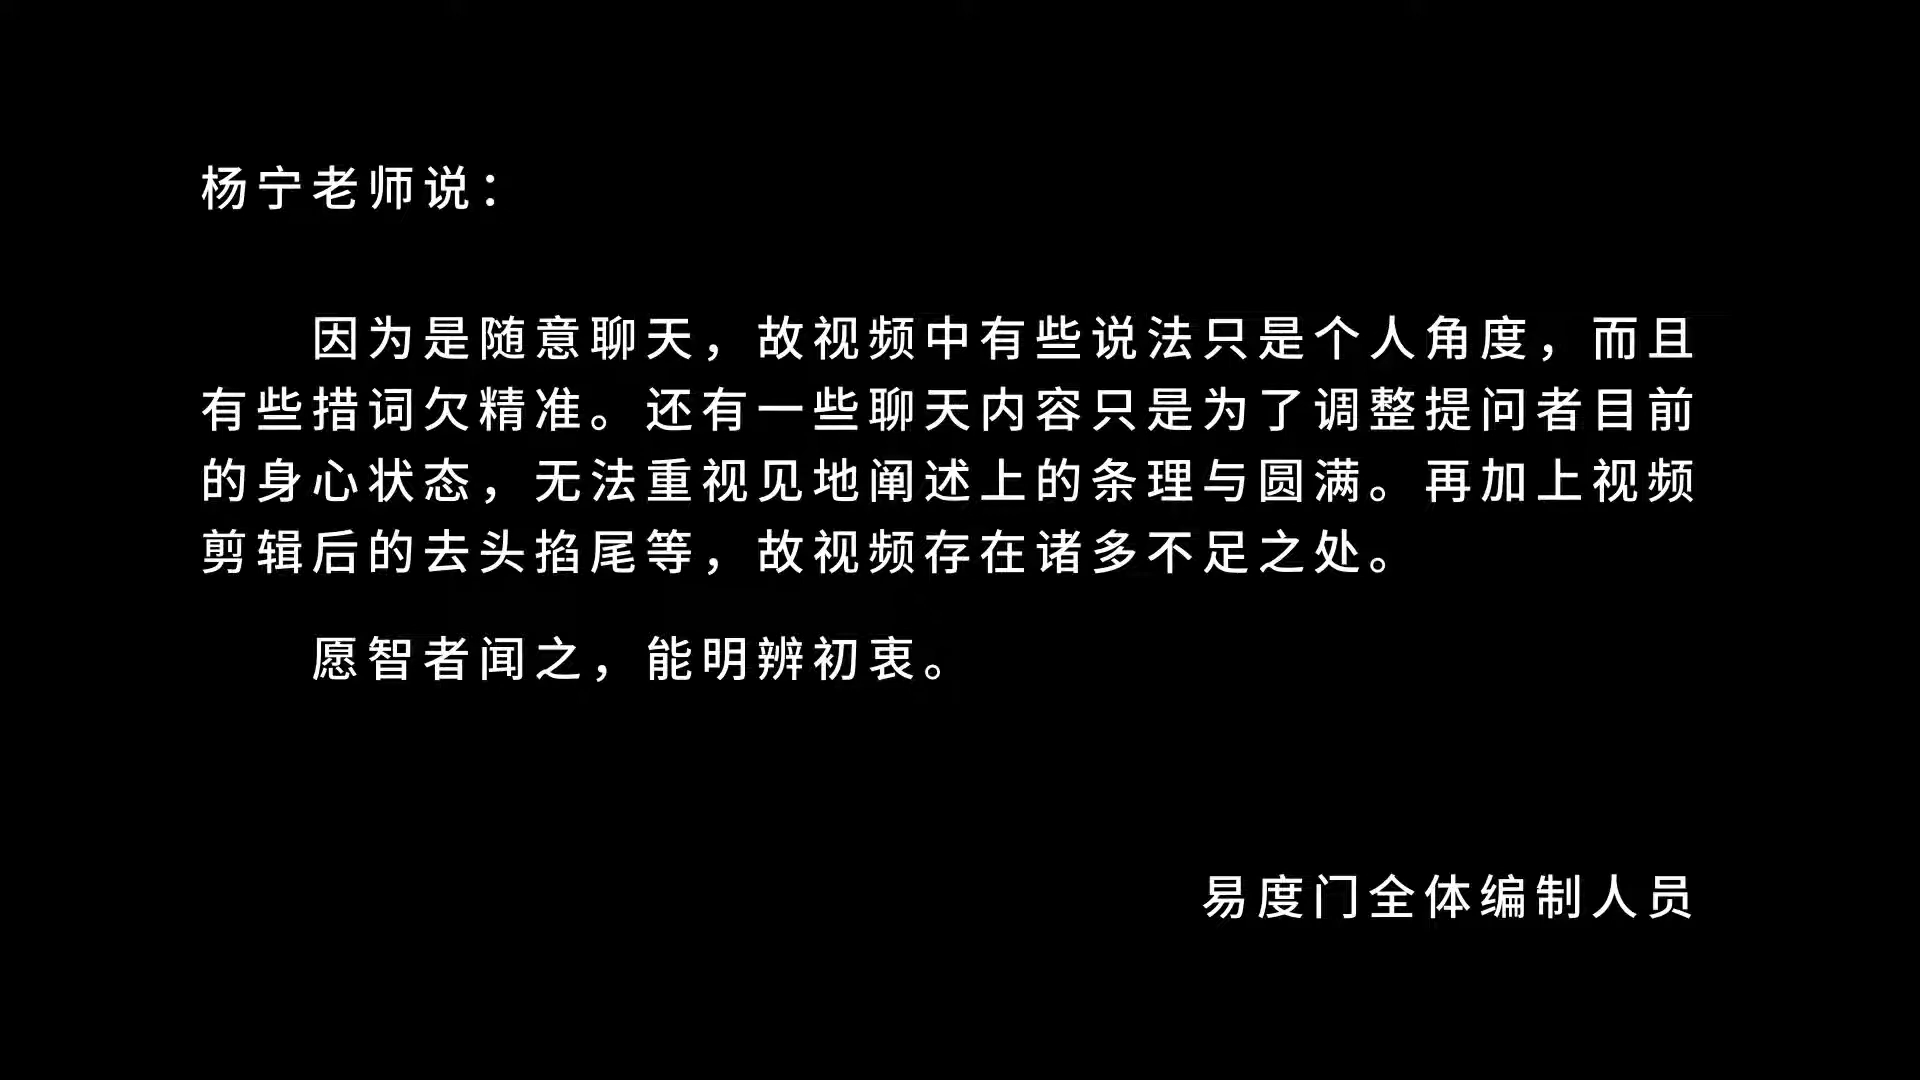 杨宁老师说：
因为是随意聊天，故视频中有些说法只是个人角度，而且
有些措词欠精准。还有一些聊天内容只是为了调整提问者目前
的身心状态，无法重视见地阐述上的条理与圆满。再加上视频
剪辑后的去头掐尾等，故视频存在诸多不足之处。
愿智者闻之，能明辨初衷。
易度门全体编制人员